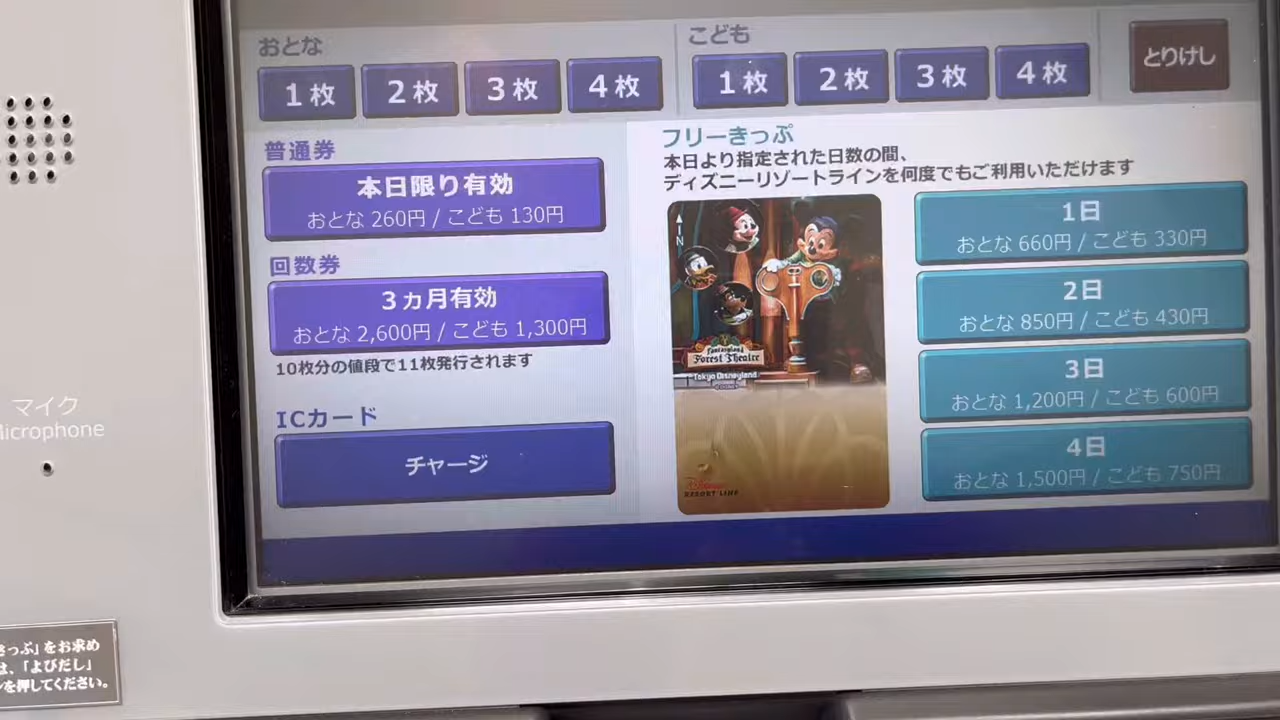 おとな
1枚 2枚 3枚 4枚
こども
1枚 2枚 3枚 4枚
とりけし
普通券
本日限り有効
おとな 260円 / こども 130円
回数券
3ヵ月有効
おとな 2,600円 / こども 1,300円
10枚分の値段で11枚発行されます
ICカード
チャージ
フリーきっぷ
本日より指定された日数の間、
ディズニーリゾートラインを何度でもご利用いただけます
▲IN
Fantasyland
Forest Theatre
Tokyo Disneyland
Disney
RESORT LINE
1日
おとな 660円 / こども 330円
2日
おとな 850円 / こども 430円
3日
おとな 1,200円 / こども 600円
4日
おとな 1,500円 / こども 750円
マイク
Microphone
きっぷ」をお求め
は、「よびだし」
ンを押してください。